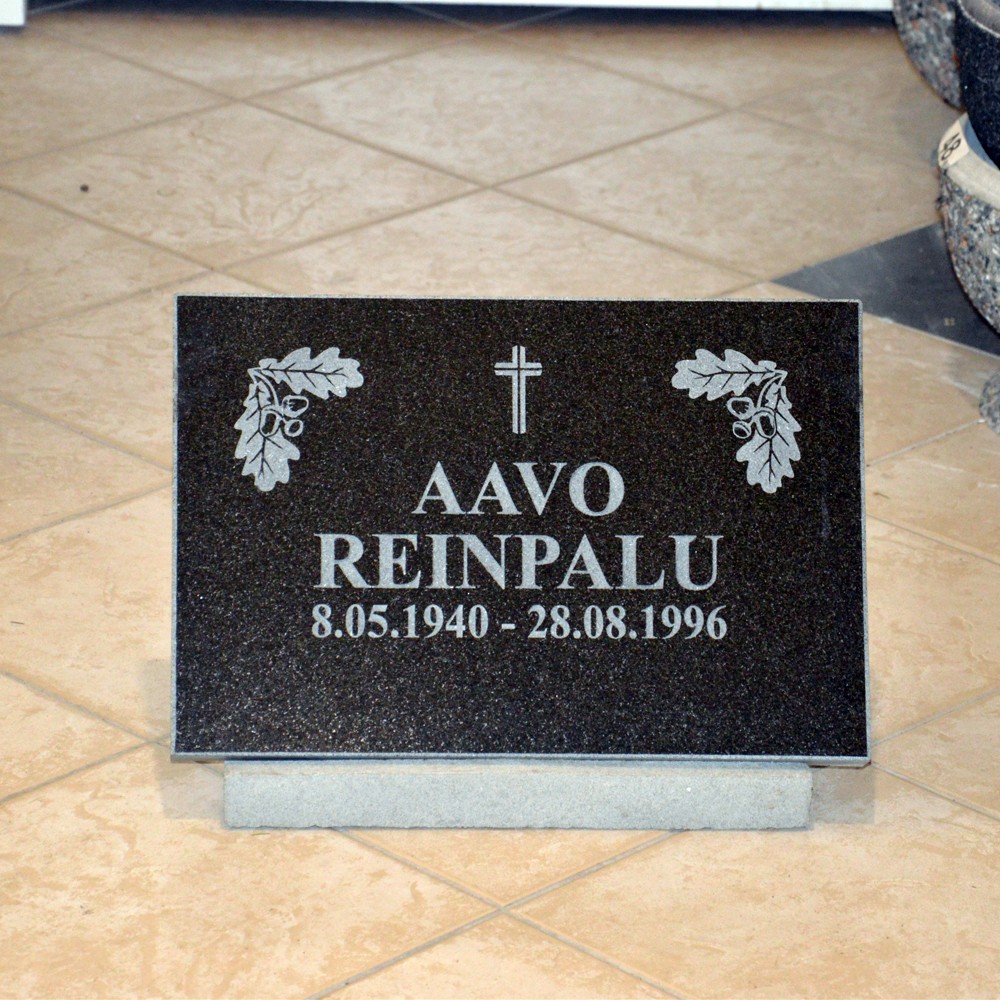 AAVO
REINPALU
8.05.1940 - 28.08.1996